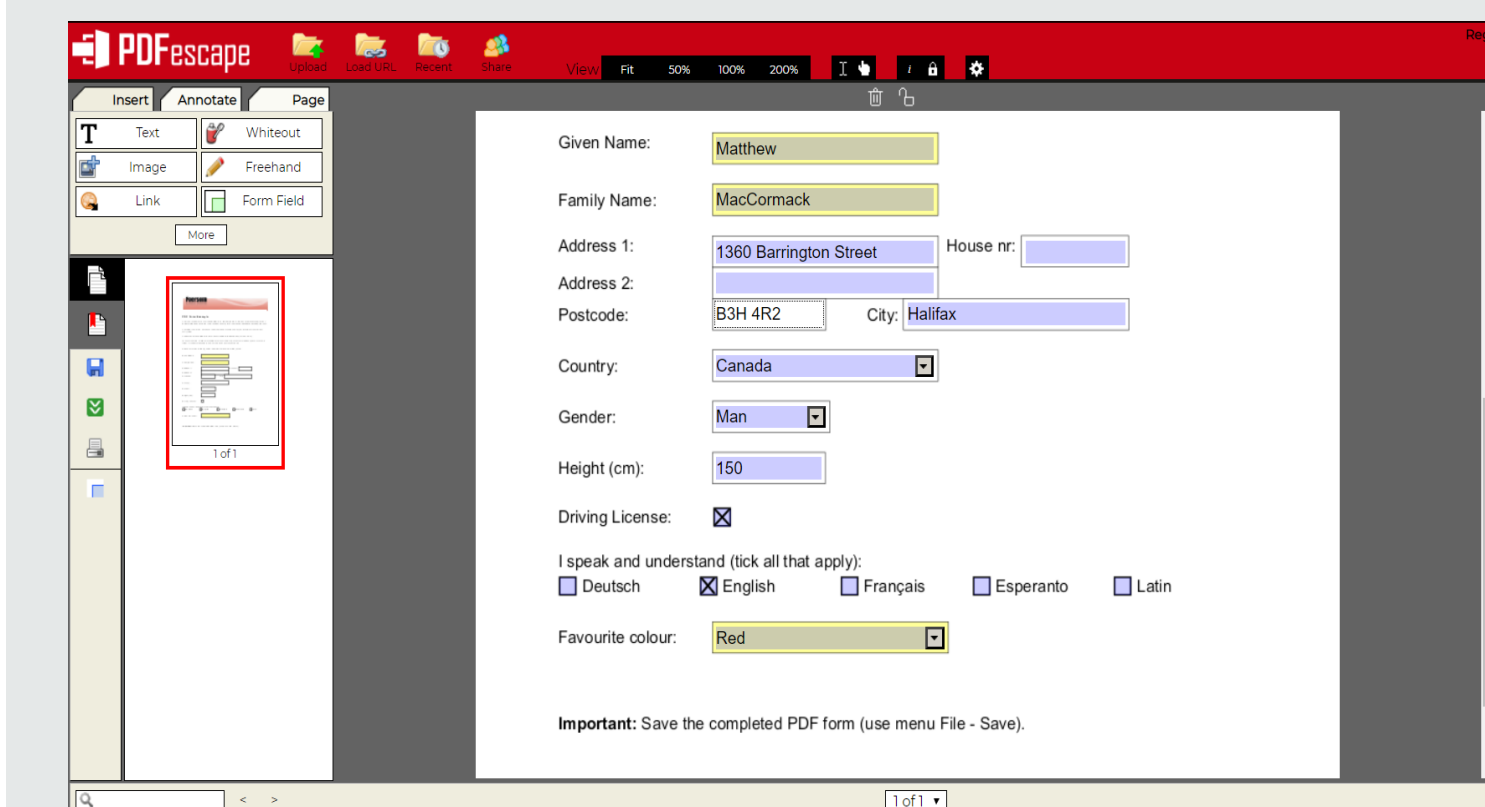 PDFescape
Upload Load URL Recent Share View Fit 50% 100% 200% i
Insert Annotate Page
T Text Whiteout
Image Freehand
Link Form Field
More
1 of 1
Given Name: Matthew
Family Name: MacCormack
Address 1: 1360 Barrington Street House nr:
Address 2:
Postcode: B3H 4R2 City: Halifax
Country: Canada
Gender: Man
Height (cm): 150
Driving License:
I speak and understand (tick all that apply):
Deutsch English Français Esperanto Latin
Favourite colour: Red
Important: Save the completed PDF form (use menu File - Save).
< > 1 of 1